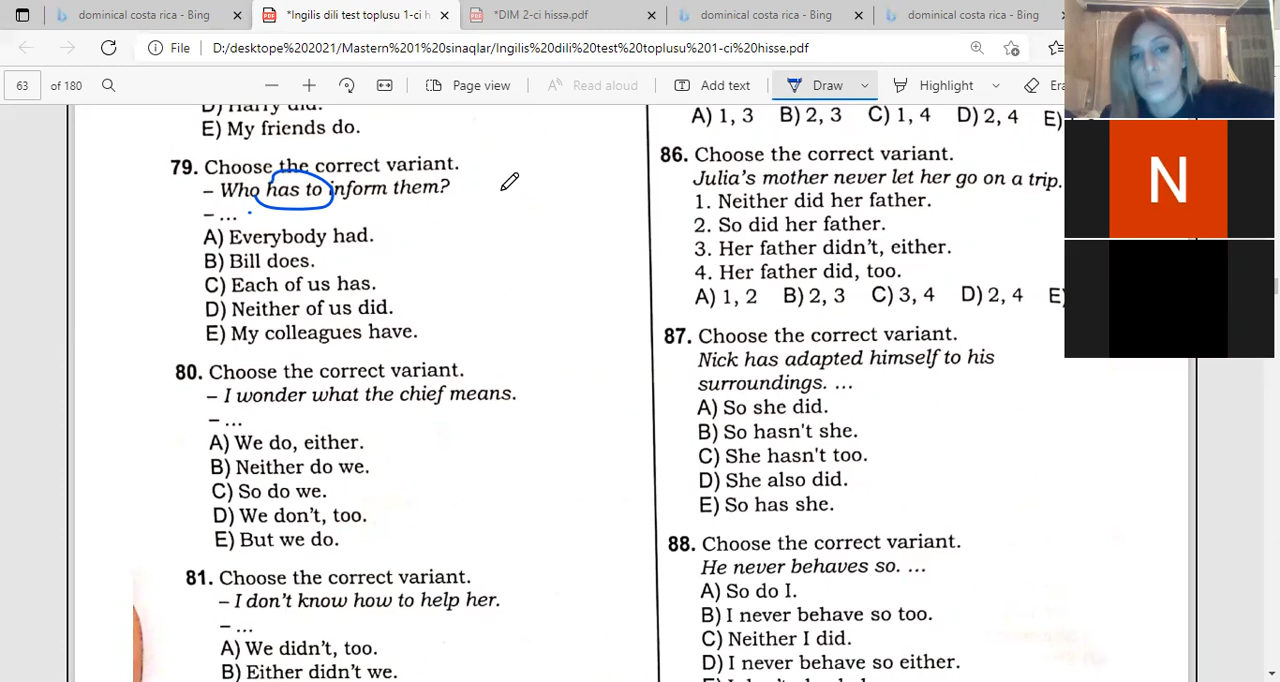 dominical costa rica - Bing
*Ingilis dili test toplusu 1-ci h
*DIM 2-ci hissə.pdf
dominical costa rica - Bing
dominical costa rica - Bing
File
D:/desktope%202021/Mastern%201%20sinaqlar/Ingilis%20dili%20test%20toplusu%201-ci%20hisse.pdf
63 of 180
Page view
Read aloud
Add text
Draw
Highlight
D) Harry did.
E) My friends do.
79. Choose the correct variant.
– Who has to inform them?
– ...
A) Everybody had.
B) Bill does.
C) Each of us has.
D) Neither of us did.
E) My colleagues have.
80. Choose the correct variant.
– I wonder what the chief means.
– ...
A) We do, either.
B) Neither do we.
C) So do we.
D) We don't, too.
E) But we do.
81. Choose the correct variant.
– I don't know how to help her.
– ...
A) We didn't, too.
B) Either didn't we.
A) 1, 3 B) 2, 3 C) 1, 4 D) 2, 4 E)
86. Choose the correct variant.
Julia's mother never let her go on a trip.
1. Neither did her father.
2. So did her father.
3. Her father didn't, either.
4. Her father did, too.
A) 1, 2 B) 2, 3 C) 3, 4 D) 2, 4 E)
87. Choose the correct variant.
Nick has adapted himself to his
surroundings. ...
A) So she did.
B) So hasn't she.
C) She hasn't too.
D) She also did.
E) So has she.
88. Choose the correct variant.
He never behaves so. ...
A) So do I.
B) I never behave so too.
C) Neither I did.
D) I never behave so either.
N